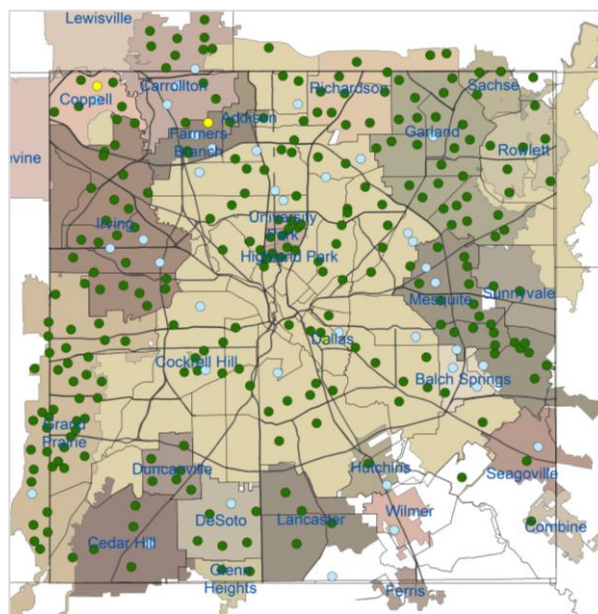 Lewisville
Sachse
Carrollton
Richardson
Coppell
Addison
Farmers
Branch
Garland
Rowlett
evine
University
Park
Irving
Highland Park
Mesquite
Sunnyvale
Dallas
Cockrell Hill
Balch Springs
Grand
Prairie
Duncanville
Hutchins
Seagoville
DeSoto
Lancaster
Wilmer
Combine
Cedar Hill
Glenn
Heights
Ferris